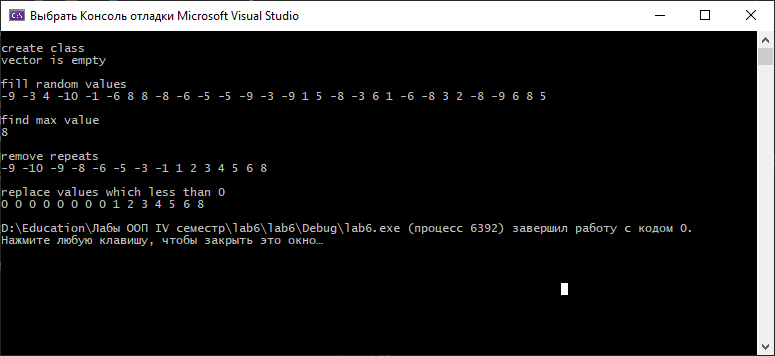 Выбрать Консоль отладки Microsoft Visual Studio
create class
vector is empty
fill random values
-9 -3 4 -10 -1 -6 8 8 -8 -6 -5 -5 -9 -3 -9 1 5 -8 -3 6 1 -6 -8 3 2 -8 -9 6 8 5
find max value
8
remove repeats
-9 -10 -9 -8 -6 -5 -3 -1 1 2 3 4 5 6 8
replace values which less than 0
0 0 0 0 0 0 0 0 1 2 3 4 5 6 8
D:\Education\Лабы ООП IV семестр\lab6\lab6\Debug\lab6.exe (процесс 6392) завершил работу с кодом 0.
Нажмите любую клавишу, чтобы закрыть это окно…